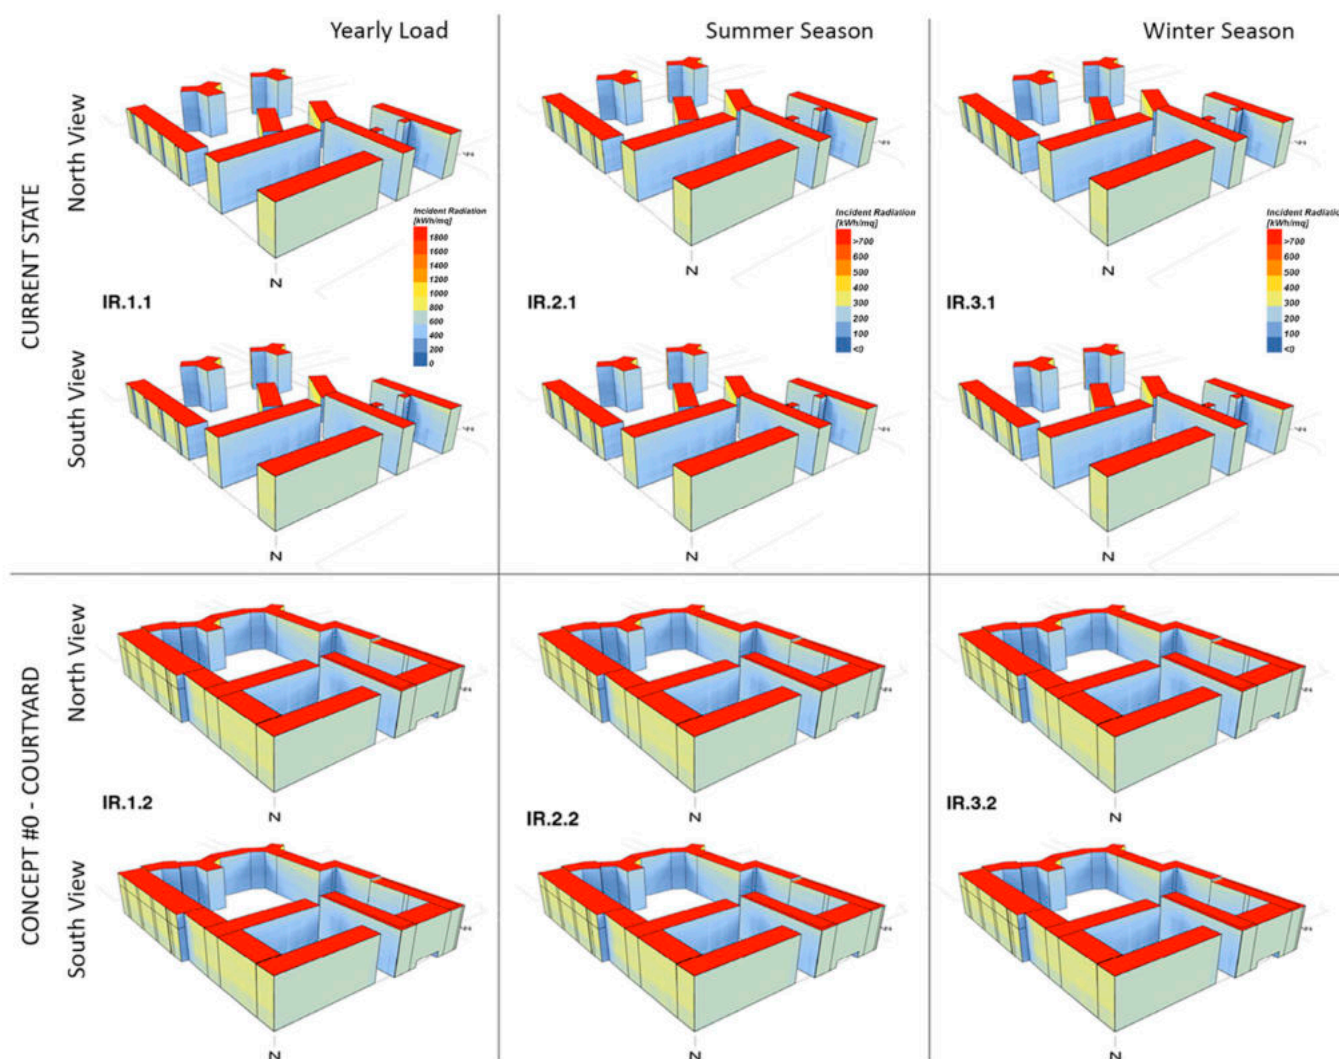 Yearly Load
Summer Season
Winter Season
CURRENT STATE
North View
Incident Radiation
[kWh/mq]
1800
1600
1400
1200
1000
800
600
400
200
0
Incident Radiation
[kWh/mq]
>700
600
500
400
300
200
100
<0
Incident Radiatio
[kWh/mq]
>700
600
500
400
300
200
100
<0
N
N
N
IR.1.1
IR.2.1
IR.3.1
South View
N
N
N
CONCEPT #0 - COURTYARD
North View
N
N
N
IR.1.2
IR.2.2
IR.3.2
South View
N
N
N